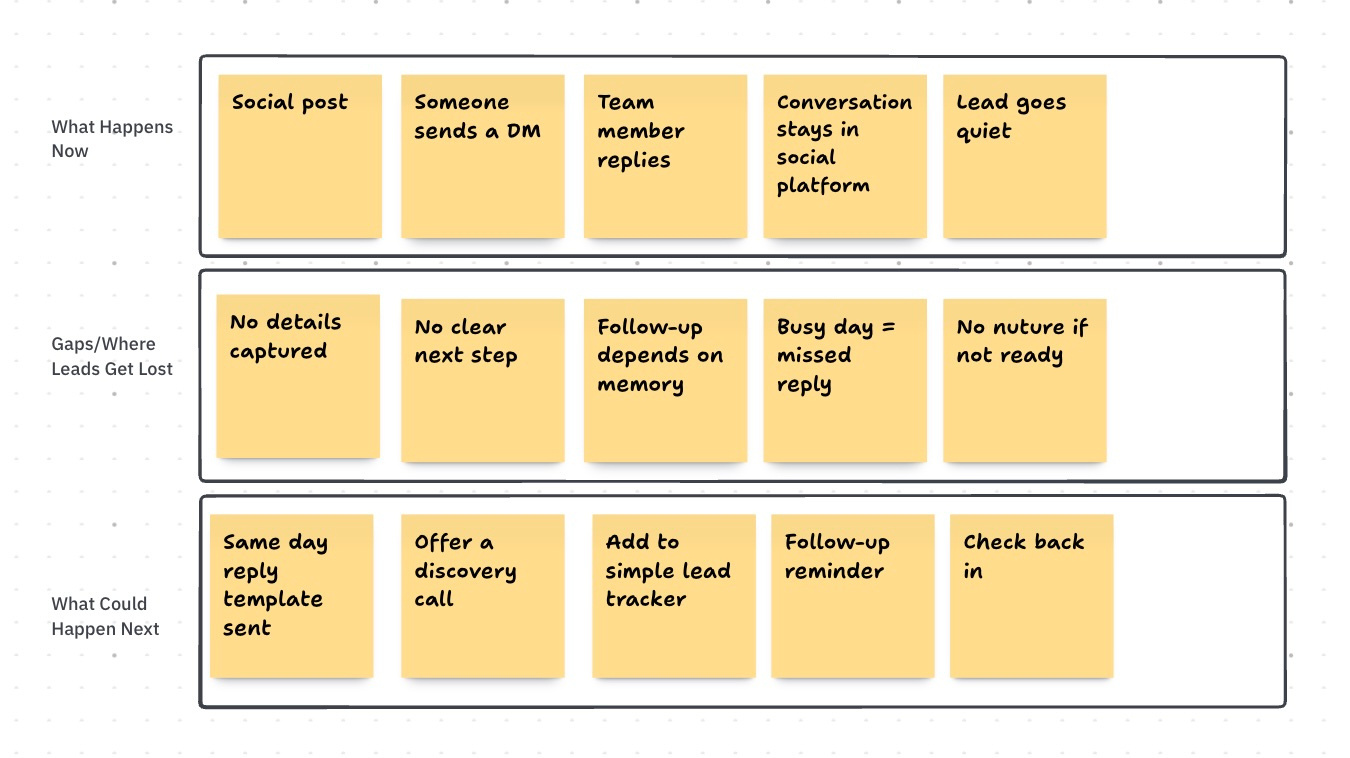 What Happens
Now
Social post
Someone
sends a DM
Team
member
replies
Conversation
stays in
social
platform
Lead goes
quiet
Gaps/Where
Leads Get Lost
No details
captured
No clear
next step
Follow-up
depends on
memory
Busy day =
missed
reply
No nuture if
not ready
What Could
Happen Next
Same day
reply
template
sent
Offer a
discovery
call
Add to
simple lead
tracker
Follow-up
reminder
Check back
in